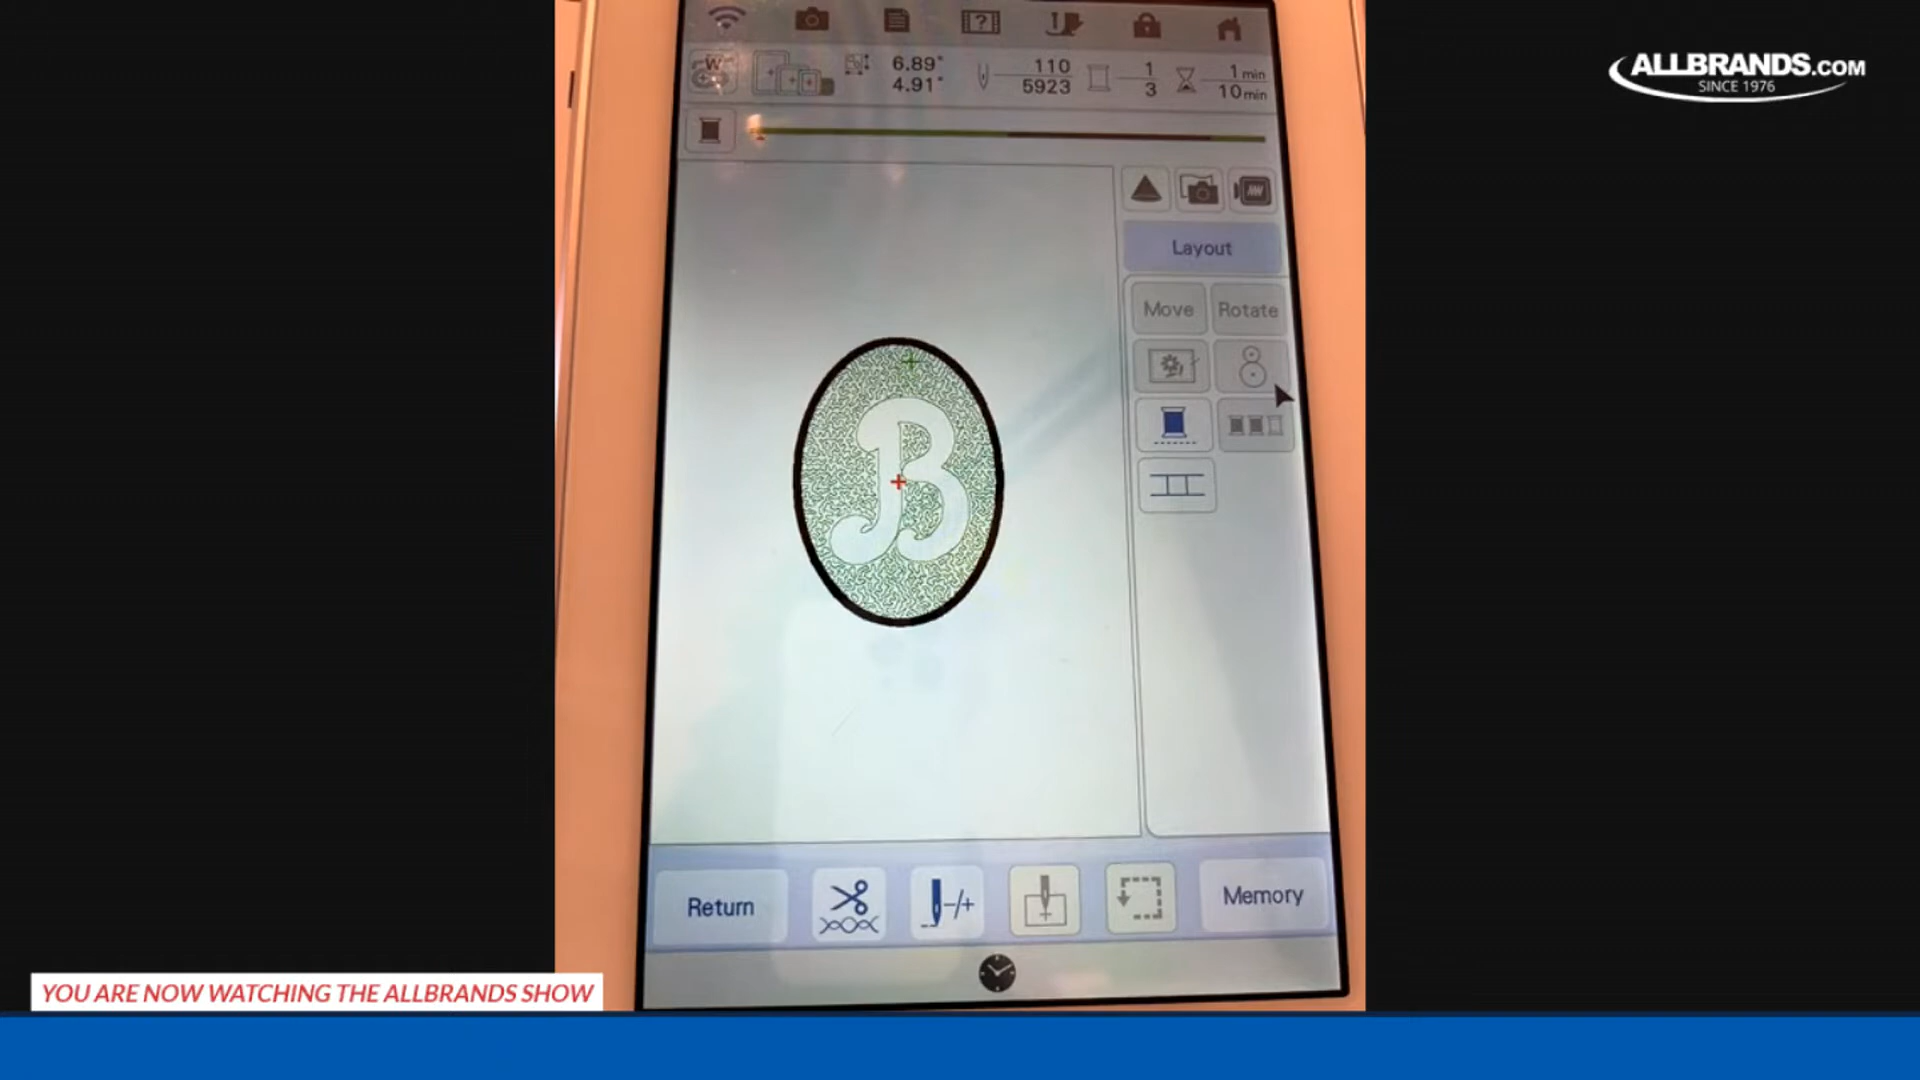 ALLBRANDS.COM
SINCE 1976
W
6.89"
4.91"
110
5923
1
3
1 min
10 min
Layout
Move
Rotate
B
Return
-/+
Memory
YOU ARE NOW WATCHING THE ALLBRANDS SHOW